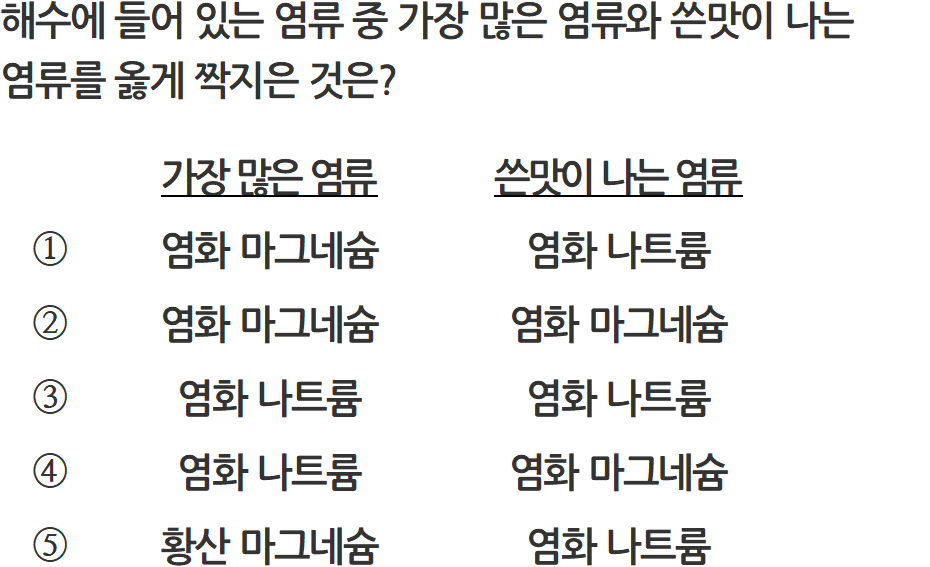 해수에 들어 있는 염류 중 가장 많은 염류와 쓴맛이 나는
염류를 옳게 짝지은 것은?
가장 많은 염류 쓴맛이 나는 염류
① 염화 마그네슘 염화 나트륨
② 염화 마그네슘 염화 마그네슘
③ 염화 나트륨 염화 나트륨
④ 염화 나트륨 염화 마그네슘
⑤ 황산 마그네슘 염화 나트륨